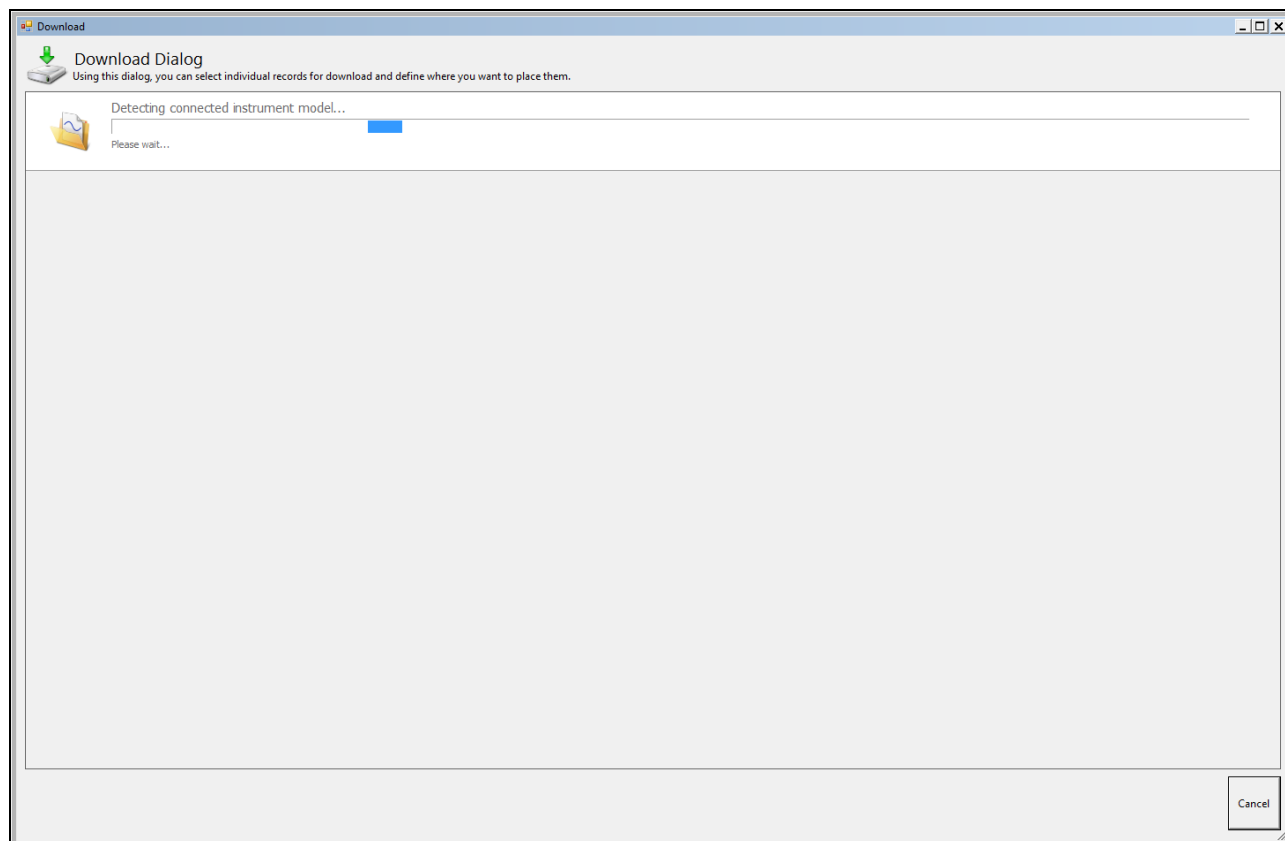 Download
Download Dialog
Using this dialog, you can select individual records for download and define where you want to place them.
Detecting connected instrument model...
Please wait...
Cancel